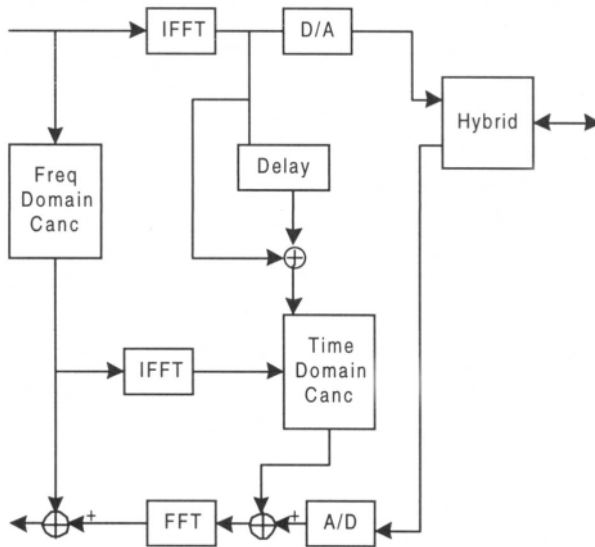 IFFT
D/A
Hybrid
Freq
Domain
Canc
Delay
IFFT
Time
Domain
Canc
+
FFT
+
A/D